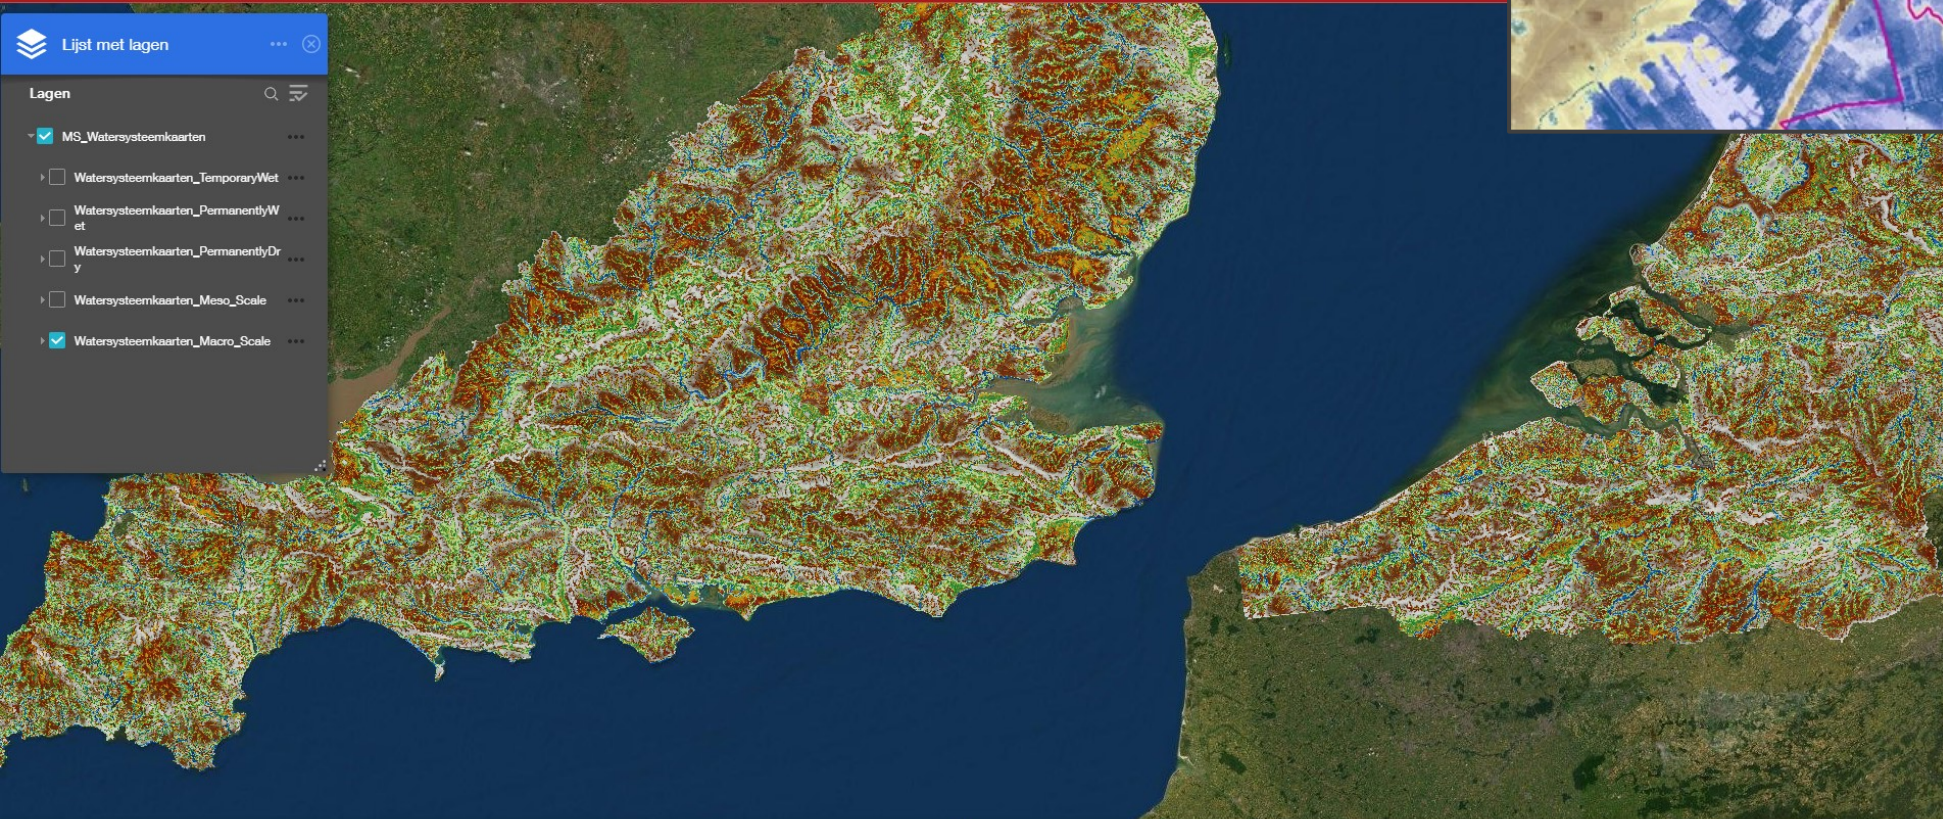 Lijst met lagen
Lagen
MS_Watersysteemkaarten
Watersysteemkaarten_TemporaryWet
Watersysteemkaarten_PermanentlyW
et
Watersysteemkaarten_PermanentlyDr
y
Watersysteemkaarten_Meso_Scale
Watersysteemkaarten_Macro_Scale